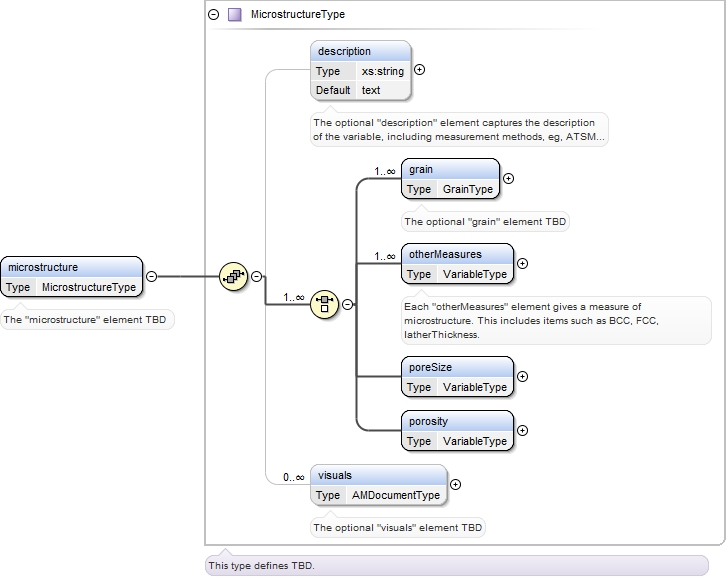 MicrostructureType
description
Type xs:string
Default text
The optional "description" element captures the description
of the variable, including measurement methods, eg, ATSM...
1..∞
grain
Type GrainType
The optional "grain" element TBD
1..∞
otherMeasures
Type VariableType
microstructure
Type MicrostructureType
The "microstructure" element TBD
1..∞
Each "otherMeasures" element gives a measure of
microstructure. This includes items such as BCC, FCC,
latherThickness.
poreSize
Type VariableType
porosity
Type VariableType
0..∞
visuals
Type AMDocumentType
The optional "visuals" element TBD
This type defines TBD.